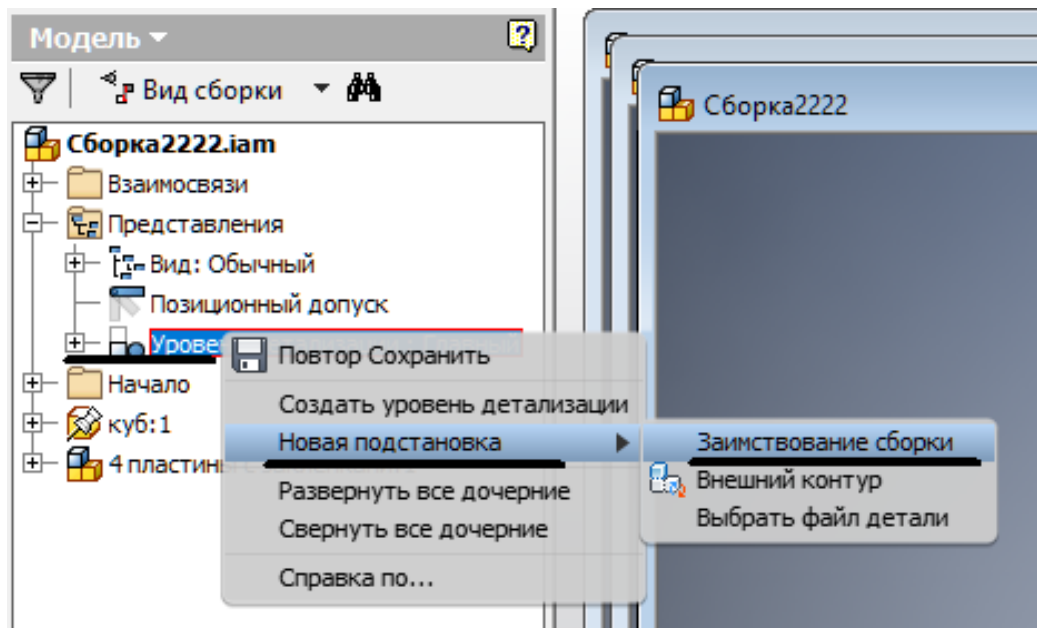 Модель
Вид сборки
Сборка2222.iam
Взаимосвязи
Представления
Вид: Обычный
Позиционный допуск
Начало
куб:1
4 пластины
Повтор Сохранить
Создать уровень детализации
Новая подстановка
Развернуть все дочерние
Свернуть все дочерние
Справка по...
Заимствование сборки
Внешний контур
Выбрать файл детали
Сборка2222